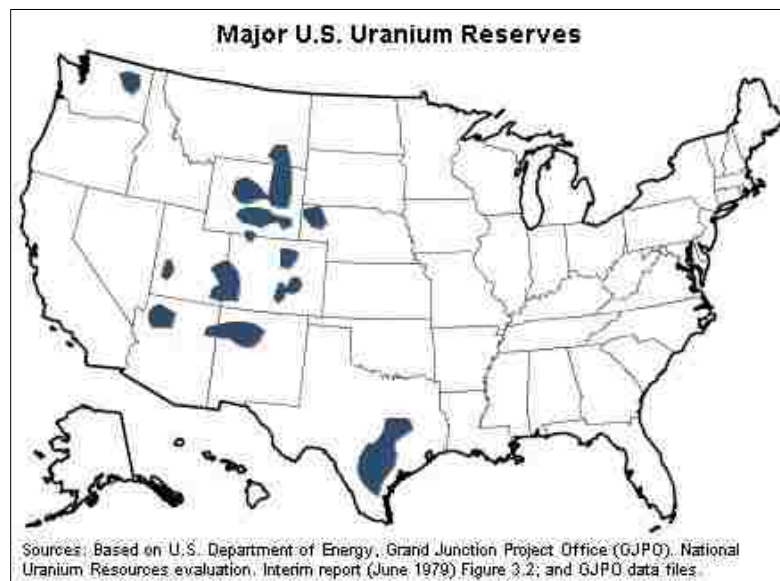 Major U.S. Uranium Reserves
Sources: Based on U.S. Department of Energy, Grand Junction Project Office (GJPO), National
Uranium Resources evaluation, Interim report (June 1979) Figure 3.2; and GJPO data files.